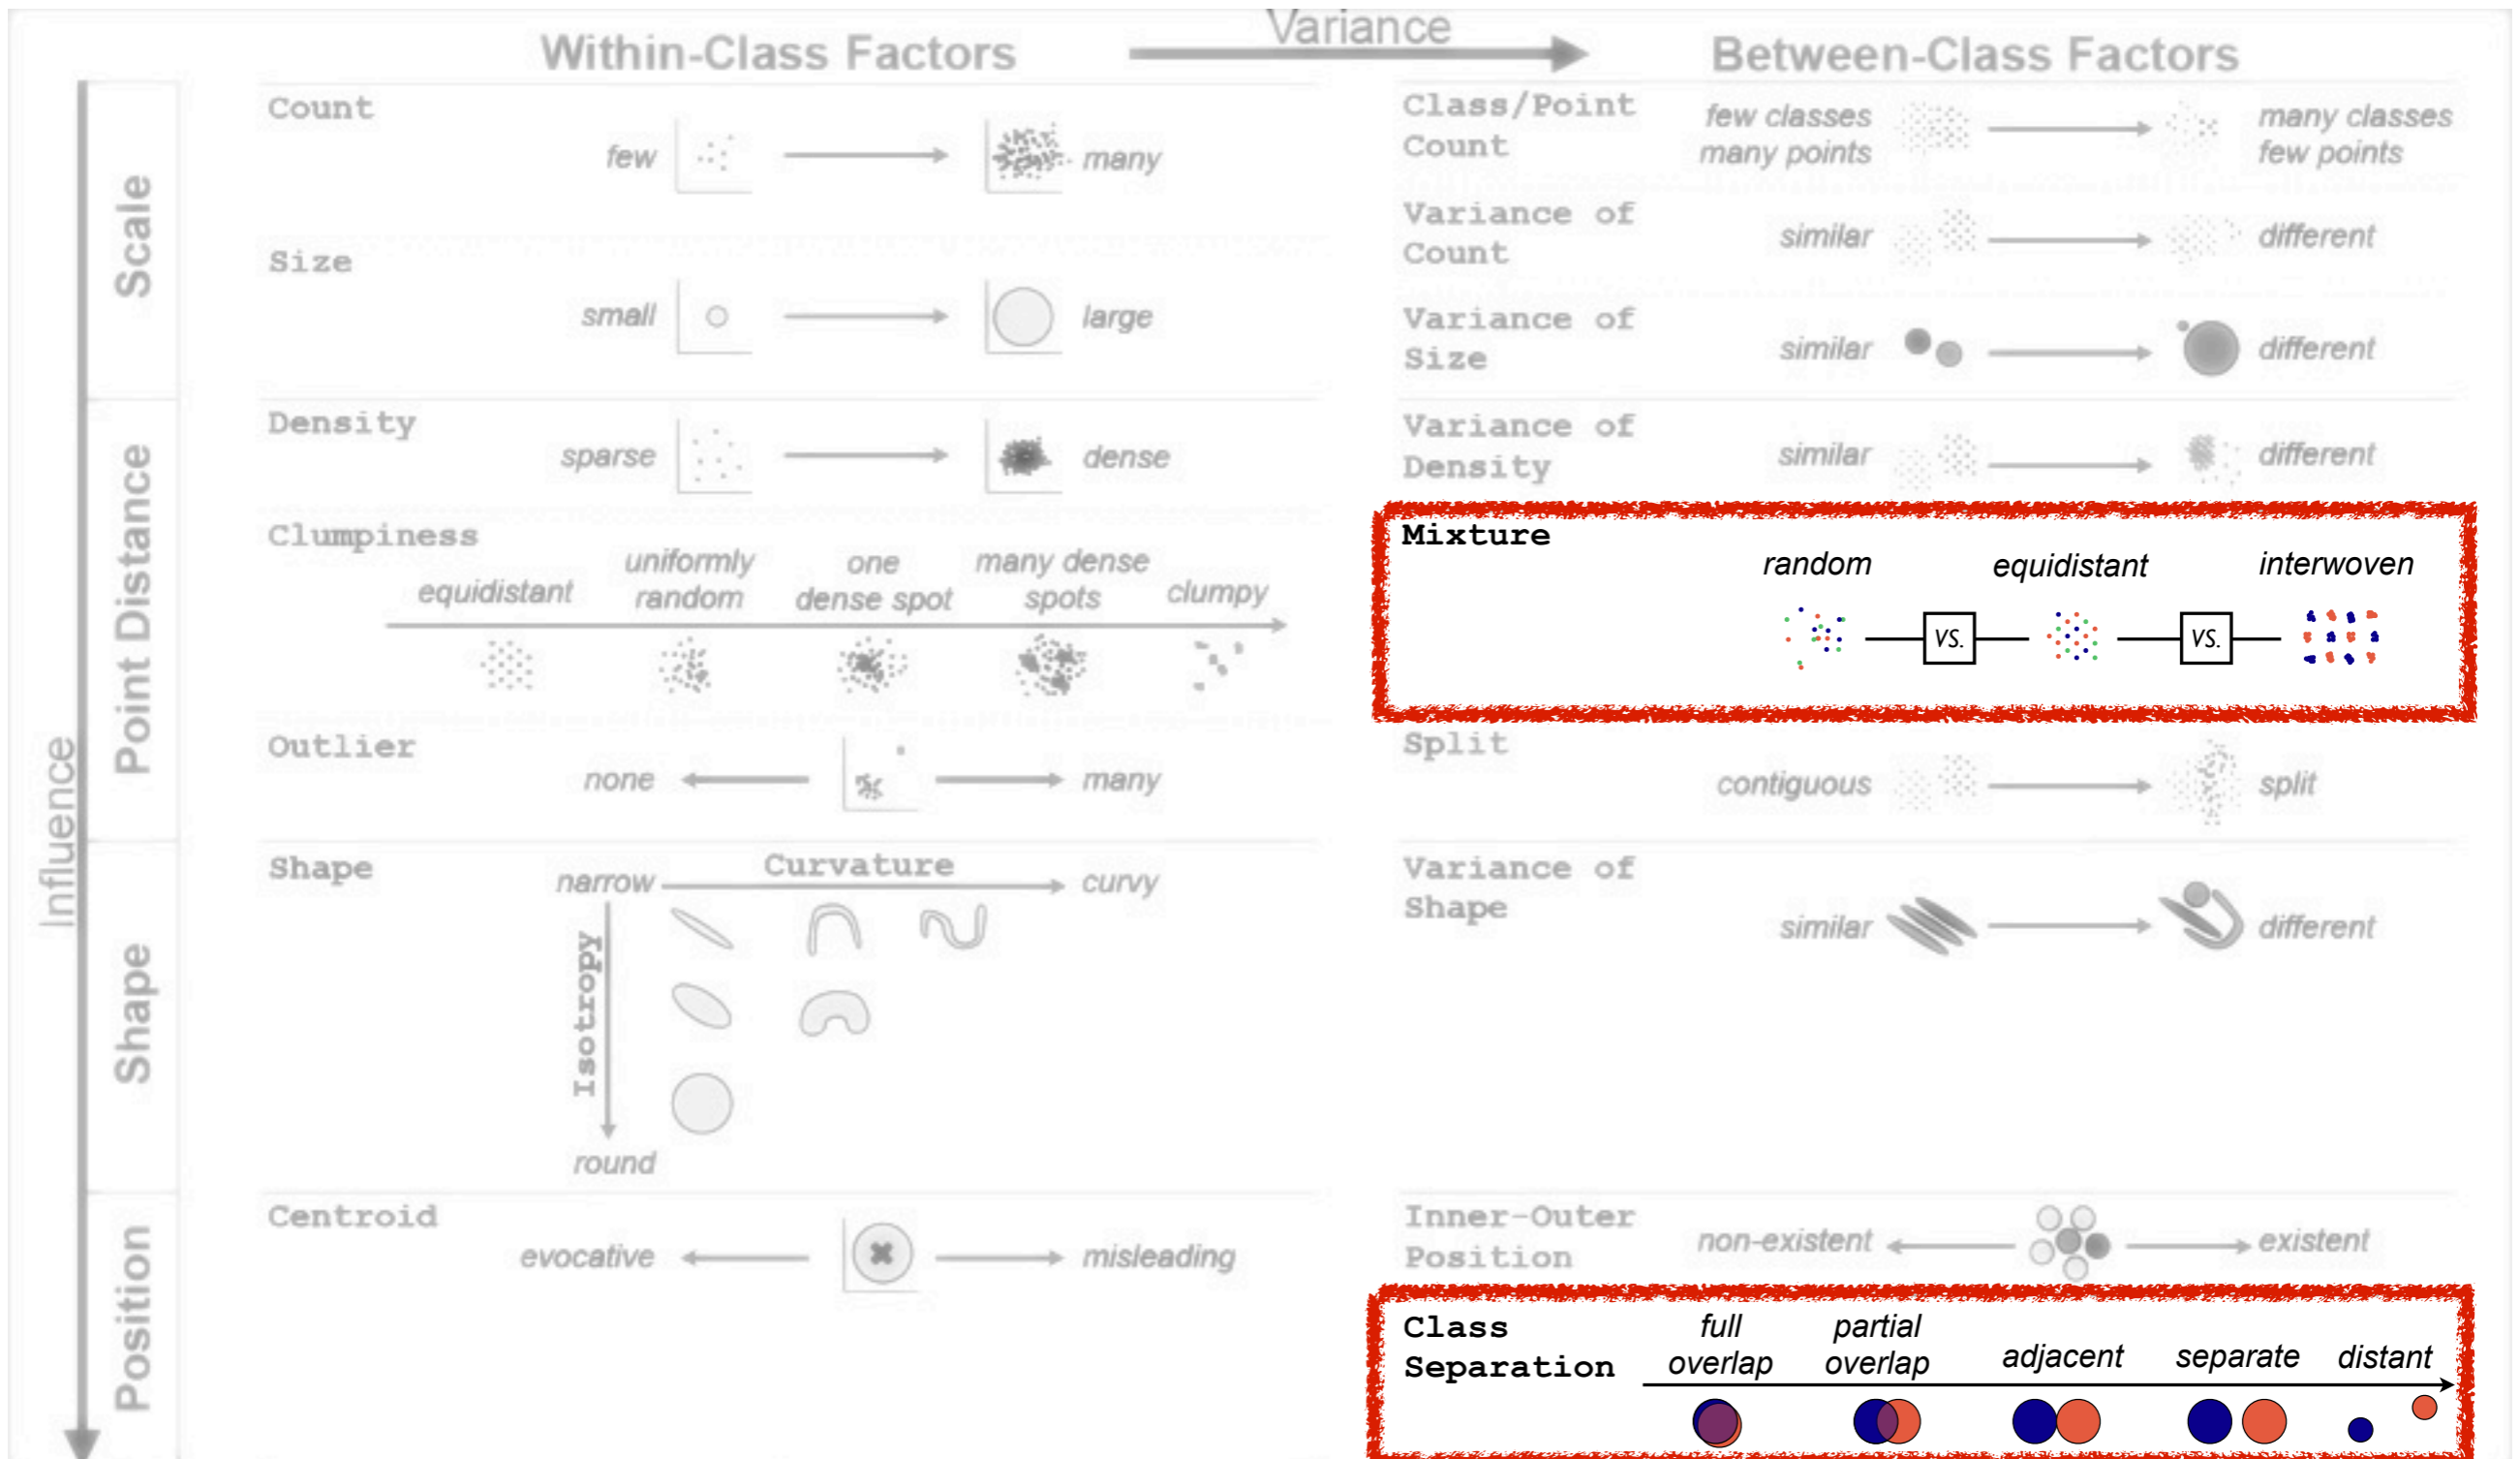 Within-Class Factors
Variance
Between-Class Factors
Influence
Scale
Count
few
many
Size
small
large
Class/Point
Count
few classes
many points
many classes
few points
Variance of
Count
similar
different
Variance of
Size
similar
different
Point Distance
Density
sparse
dense
Clumpiness
equidistant
uniformly
random
one
dense spot
many dense
spots
clumpy
Outlier
none
many
Variance of
Density
similar
different
Mixture
random
equidistant
interwoven
VS.
VS.
Split
contiguous
split
Shape
Shape
Curvature
narrow
curvy
Isotropy
round
Variance of
Shape
similar
different
Position
Centroid
evocative
misleading
Inner-Outer
Position
non-existent
existent
Class
Separation
full
overlap
partial
overlap
adjacent
separate
distant